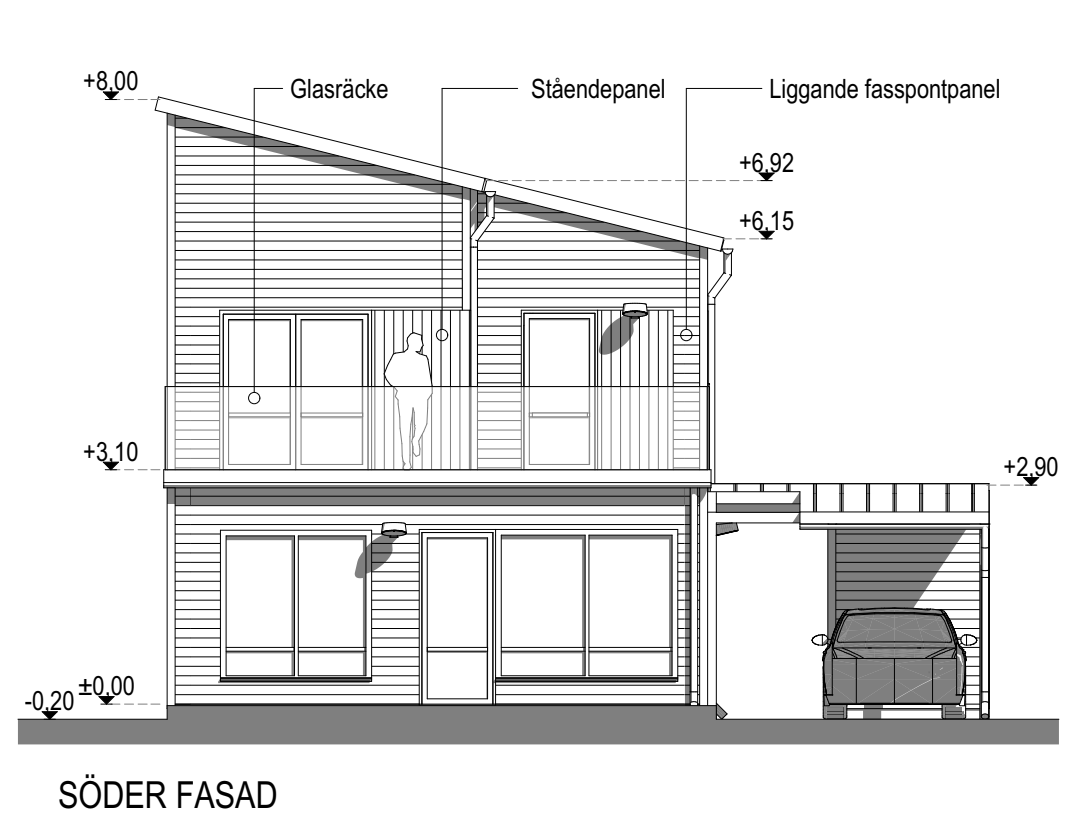 +8,00
Glasräcke
Ståendepanel
Liggande fasspontpanel
+6,92
+6,15
+3,10
+2,90
±0,00
-0,20
SÖDER FASAD